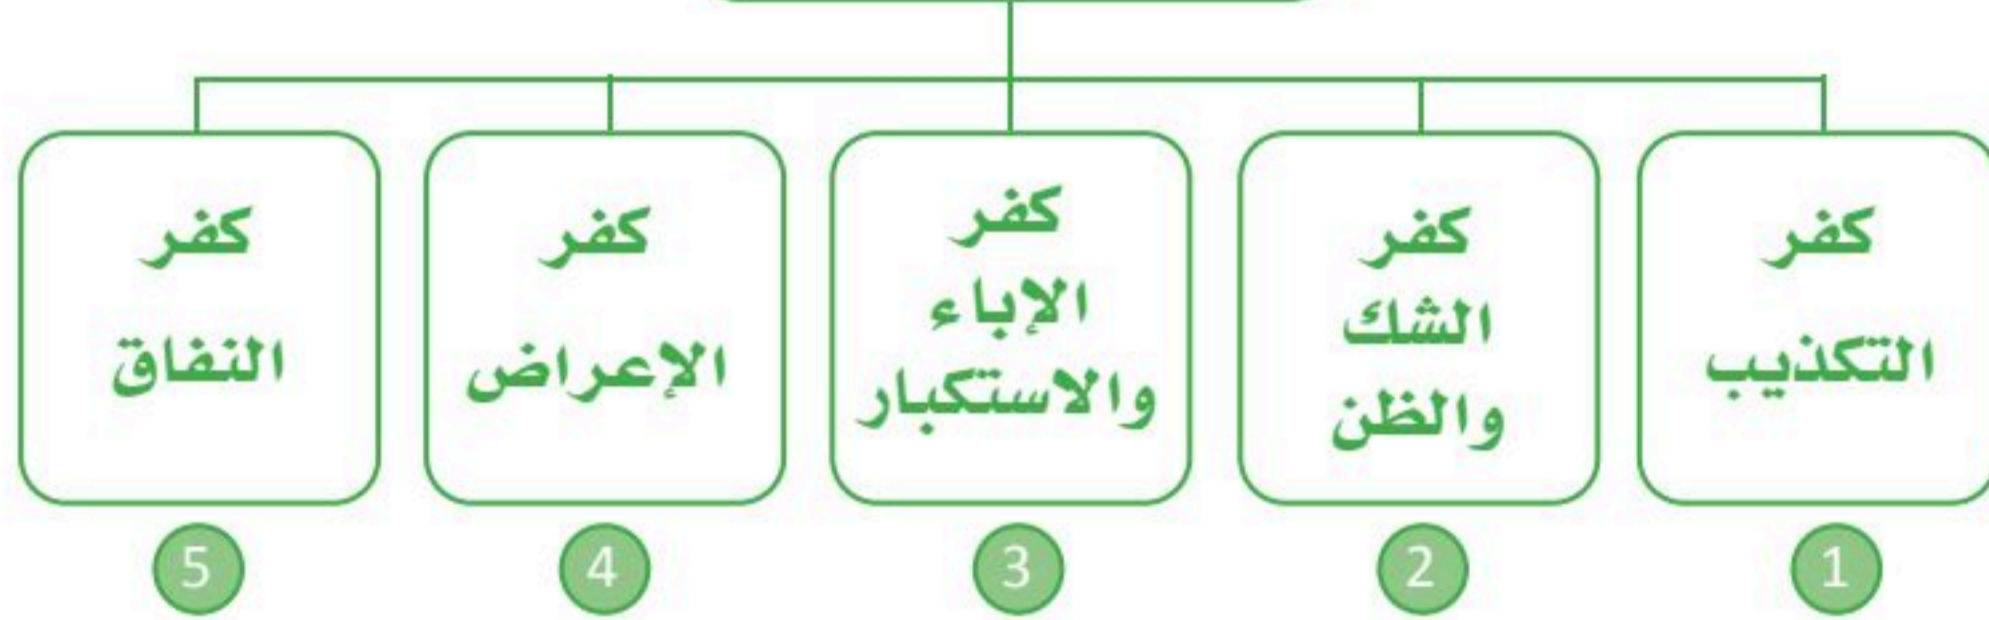 كفر
التكذيب
1
كفر
الشك
والظن
2
كفر
الإباء
والاستكبار
3
كفر
الإعراض
4
كفر
النفاق
5